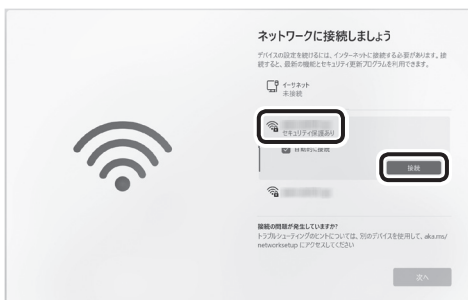 ネットワークに接続しましょう
デバイスの設定を続けるには、インターネットに接続する必要があります。接
続すると、最新の機能とセキュリティ更新プログラムを利用できます。
イーサネット
未接続
セキュリティ保護あり
自動的に接続
接続
接続の問題が発生していますか?
トラブルシューティングのヒントについては、別のデバイスを使用して、aka.ms/
networksetup にアクセスしてください
次へ